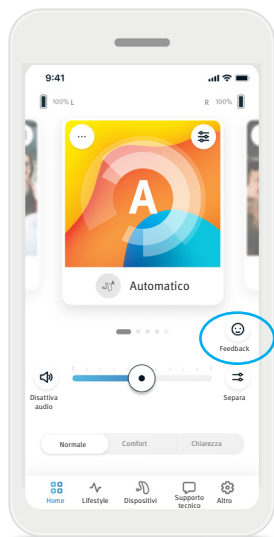 9:41
100% L
R 100%
A
A
Automatico
Feedback
Disattiva
audio
Separa
Normale
Comfort
Chiarezza
Home
Lifestyle
Dispositivi
Supporto
tecnico
Altro